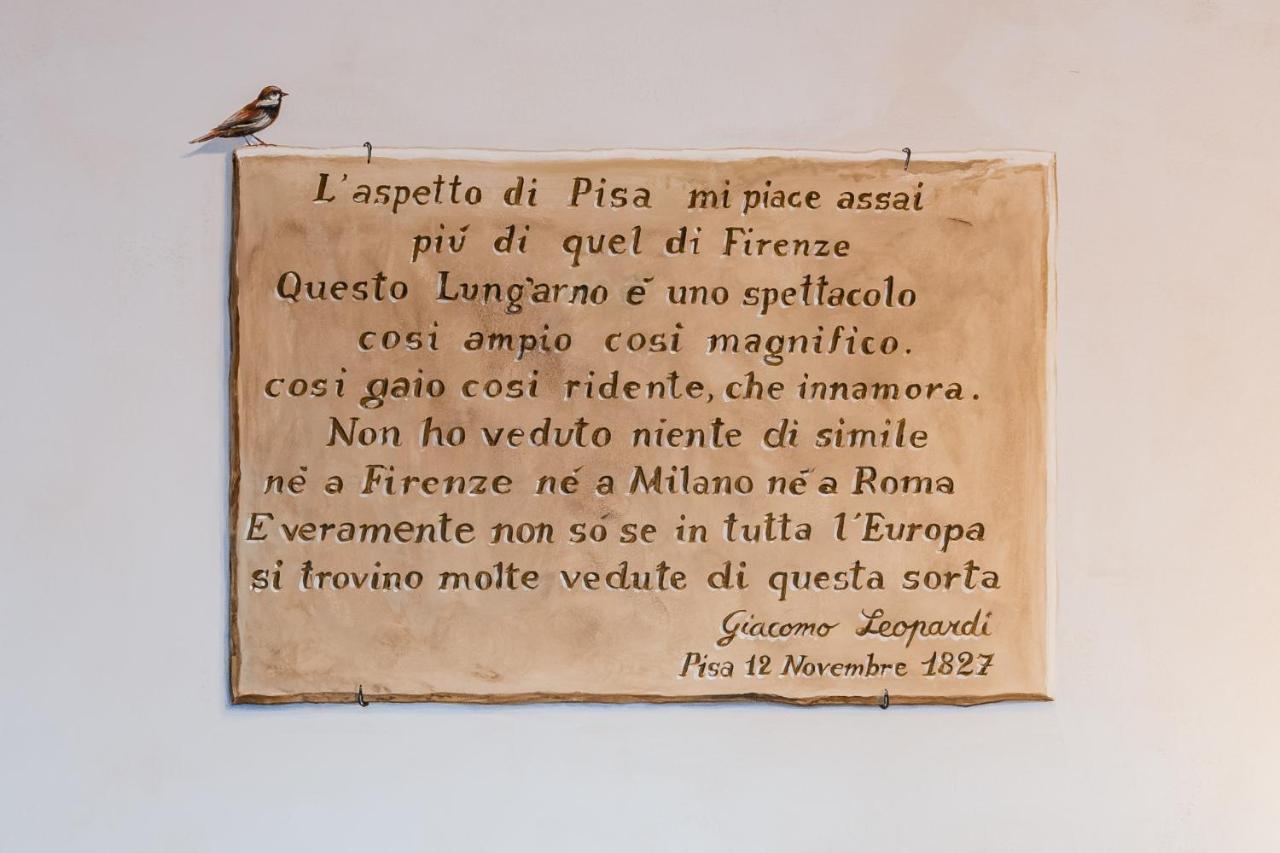 L'aspetto di Pisa mi piace assai
piú di quel di Firenze
Questo Lung'arno é uno spettacolo
cosi ampio cosi magnifico.
cosi gaio cosi ridente, che innamora.
Non ho veduto niente di simile
né a Firenze né a Milano né a Roma
E veramente non so se in tutta l'Europa
si trovino molte vedute di questa sorta
Giacomo Leopardi
Pisa 12 Novembre 1827